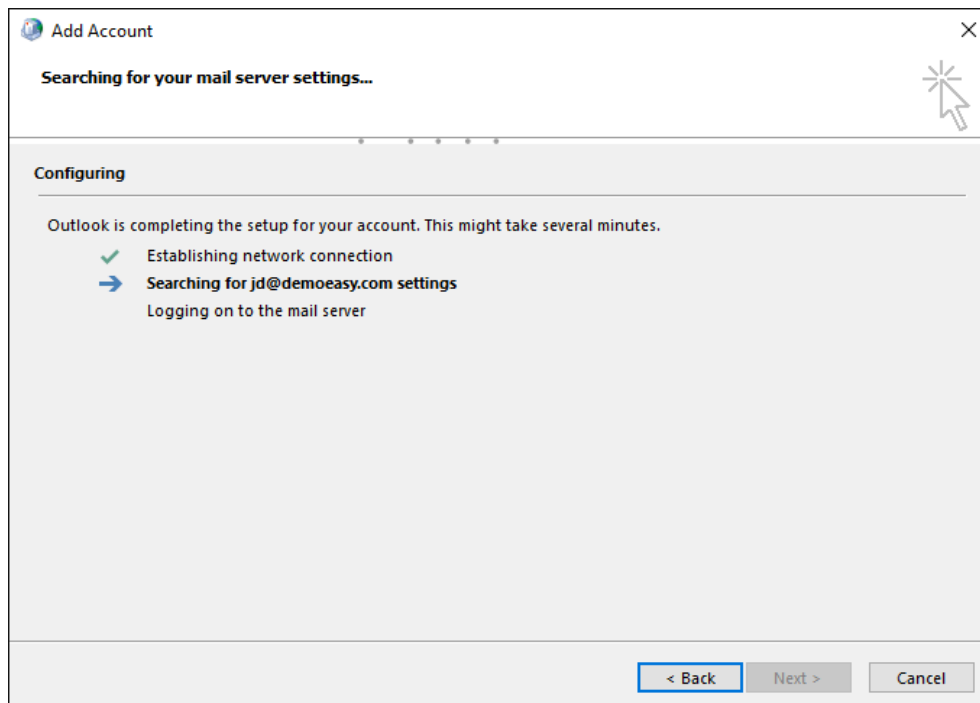 Add Account
Searching for your mail server settings...
Configuring
Outlook is completing the setup for your account. This might take several minutes.
Establishing network connection
Searching for jd@demoeasy.com settings
Logging on to the mail server
< Back Next > Cancel